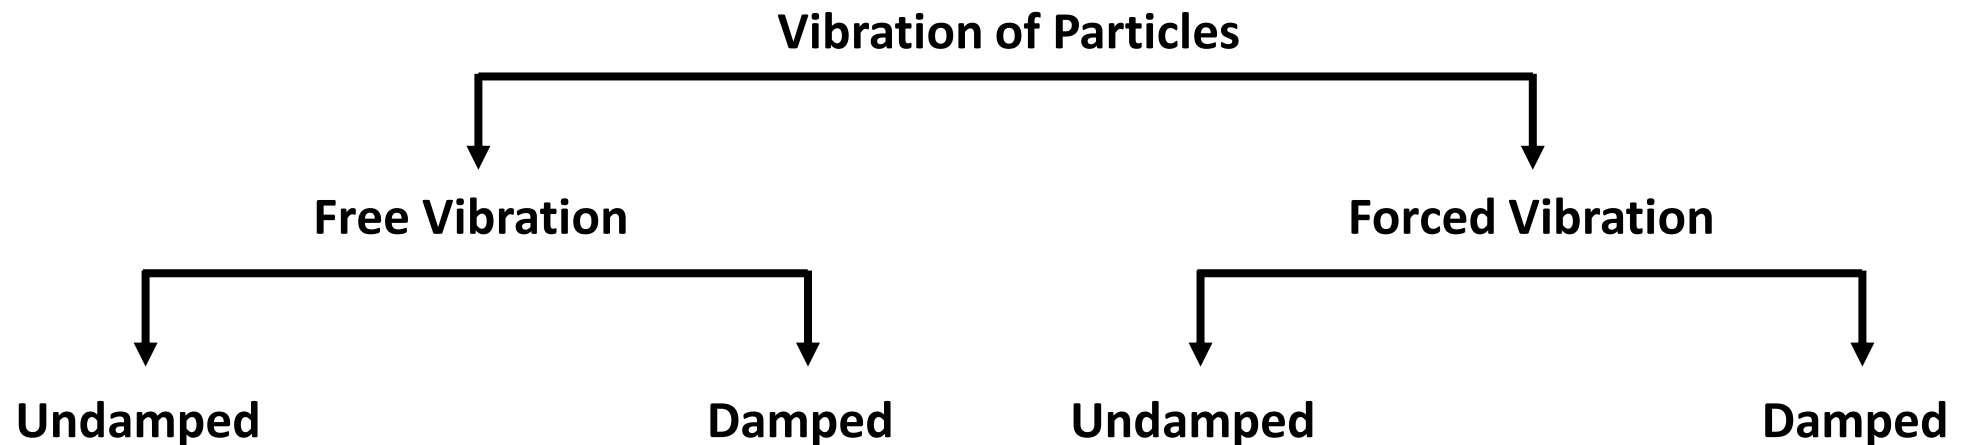 Vibration of Particles
Free Vibration
Forced Vibration
Undamped
Damped
Undamped
Damped